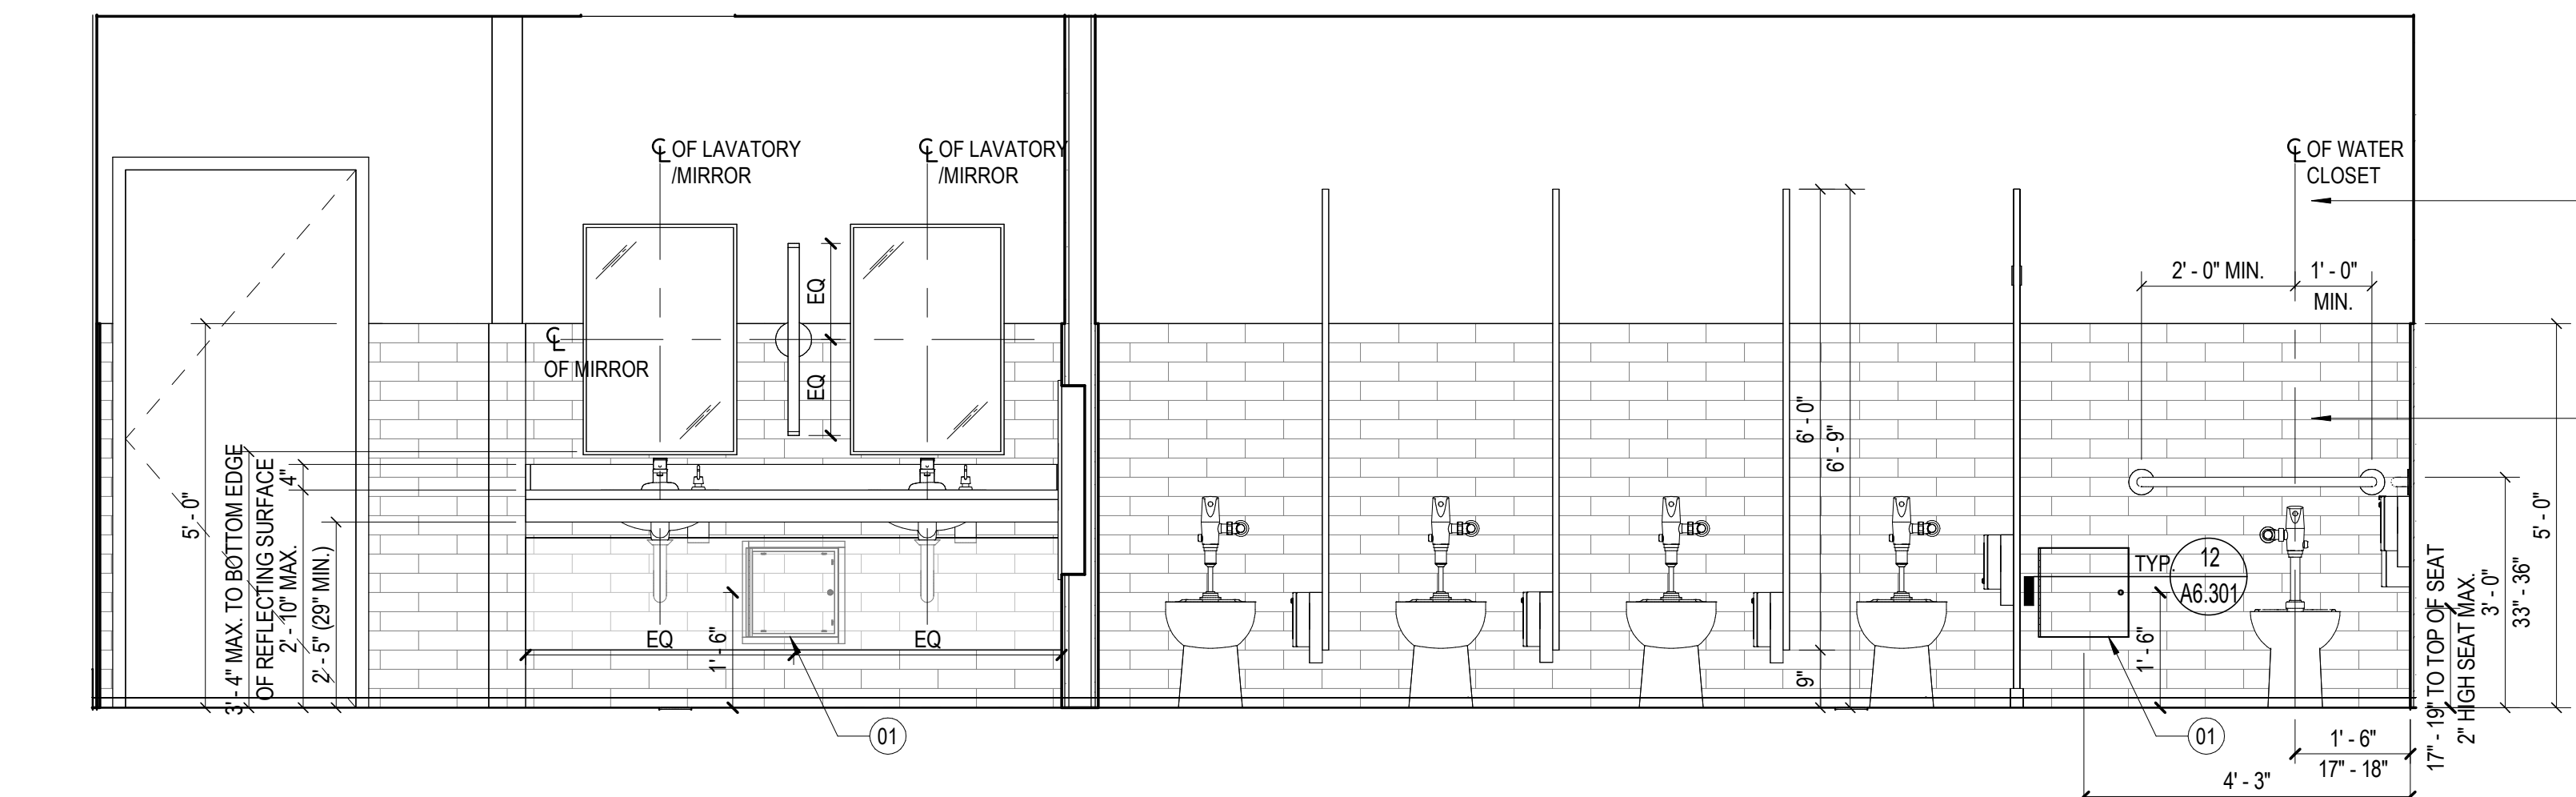 ℄ OF LAVATORY
/MIRROR
℄ OF LAVATORY
/MIRROR
℄ OF WATER
CLOSET
2' - 0" MIN.
1' - 0"
MIN.
EQ
EQ
℄
OF MIRROR
5' - 0"
3' - 4" MAX. TO BOTTOM EDGE
OF REFLECTING SURFACE
4"
2' - 10" MAX.
2' - 5" (29" MIN.)
EQ
EQ
1' - 6"
01
6' - 0"
6' - 9"
9"
TYP.
12
A6.301
1' - 6"
01
17" - 19" TO TOP OF SEAT
2" HIGH SEAT MAX.
3' - 0"
33" - 36"
5' - 0"
1' - 6"
17" - 18"
4' - 3"